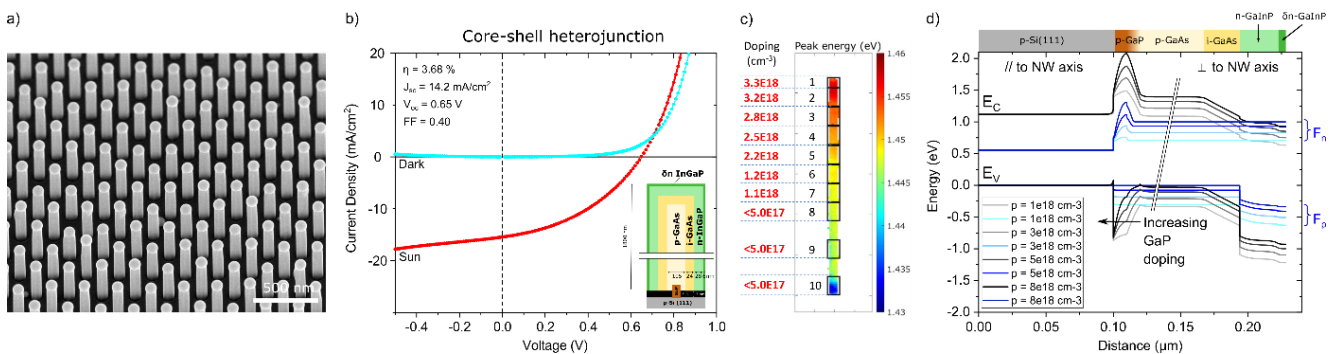 a)
500 nm
b)
Core-shell heterojunction
η = 3.68 %
Jsc = 14.2 mA/cm²
Voc = 0.65 V
FF = 0.40
Dark
Sun
Current Density (mA/cm²)
20
10
0
-10
-20
-0.4
-0.2
0.0
0.2
0.4
0.6
0.8
1.0
Voltage (V)
δn InGaP
p-GaAs
i-GaAs
n-InGaP
p Si (111)
c)
Doping
(cm⁻³)
Peak energy (eV)
3.3E18
1
3.2E18
2
2.8E18
3
2.5E18
4
2.2E18
5
1.2E18
6
1.1E18
7
<5.0E17
8
<5.0E17
9
<5.0E17
10
1.46
1.455
1.45
1.445
1.44
1.435
1.43
d)
n-GaInP
δn-GaInP
p-Si(111)
p-GaP
p-GaAs
i-GaAs
// to NW axis
⊥ to NW axis
EC
EV
Fn
Fp
Increasing
GaP
doping
p = 1e18 cm-3
p = 1e18 cm-3
p = 3e18 cm-3
p = 3e18 cm-3
p = 5e18 cm-3
p = 5e18 cm-3
p = 8e18 cm-3
p = 8e18 cm-3
Energy (eV)
2.0
1.5
1.0
0.5
0.0
-0.5
-1.0
-1.5
-2.0
0.00
0.05
0.10
0.15
0.20
Distance (μm)